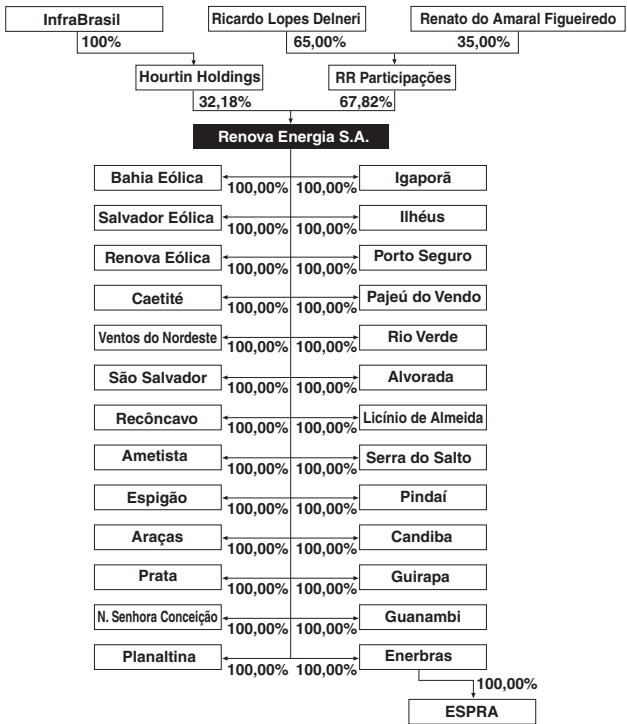 InfraBrasil
Ricardo Lopes Delneri
Renato do Amaral Figueiredo
100%
65,00%
35,00%
Hourtin Holdings
RR Participações
32,18%
67,82%
Renova Energia S.A.
Bahia Eólica
Igaporã
100,00% 100,00%
Salvador Eólica
Ilhéus
100,00% 100,00%
Renova Eólica
Porto Seguro
100,00% 100,00%
Caetité
Pajeú do Vendo
100,00% 100,00%
Ventos do Nordeste
Rio Verde
100,00% 100,00%
São Salvador
Alvorada
100,00% 100,00%
Recôncavo
Licínio de Almeida
100,00% 100,00%
Ametista
Serra do Salto
100,00% 100,00%
Espigão
Pindaí
100,00% 100,00%
Araças
Candiba
100,00% 100,00%
Prata
Guirapa
100,00% 100,00%
N. Senhora Conceição
Guanambi
100,00% 100,00%
Planaltina
Enerbras
100,00% 100,00%
100,00%
ESPRA